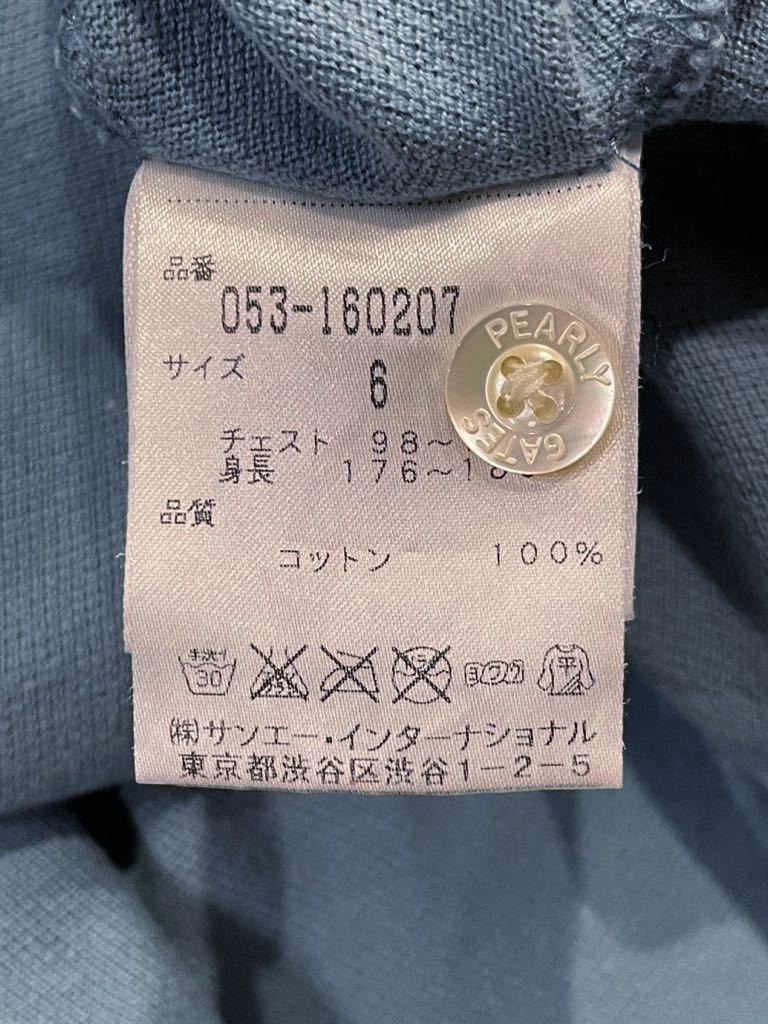 品番
053-160207
PEARLY
GATES
サイズ 6
チェスト 98~
身長 176~18
品質
コットン 100%
手洗イ
30
ヨワク
平
㈱サンエー・インターナショナル
東京都渋谷区渋谷1-2-5